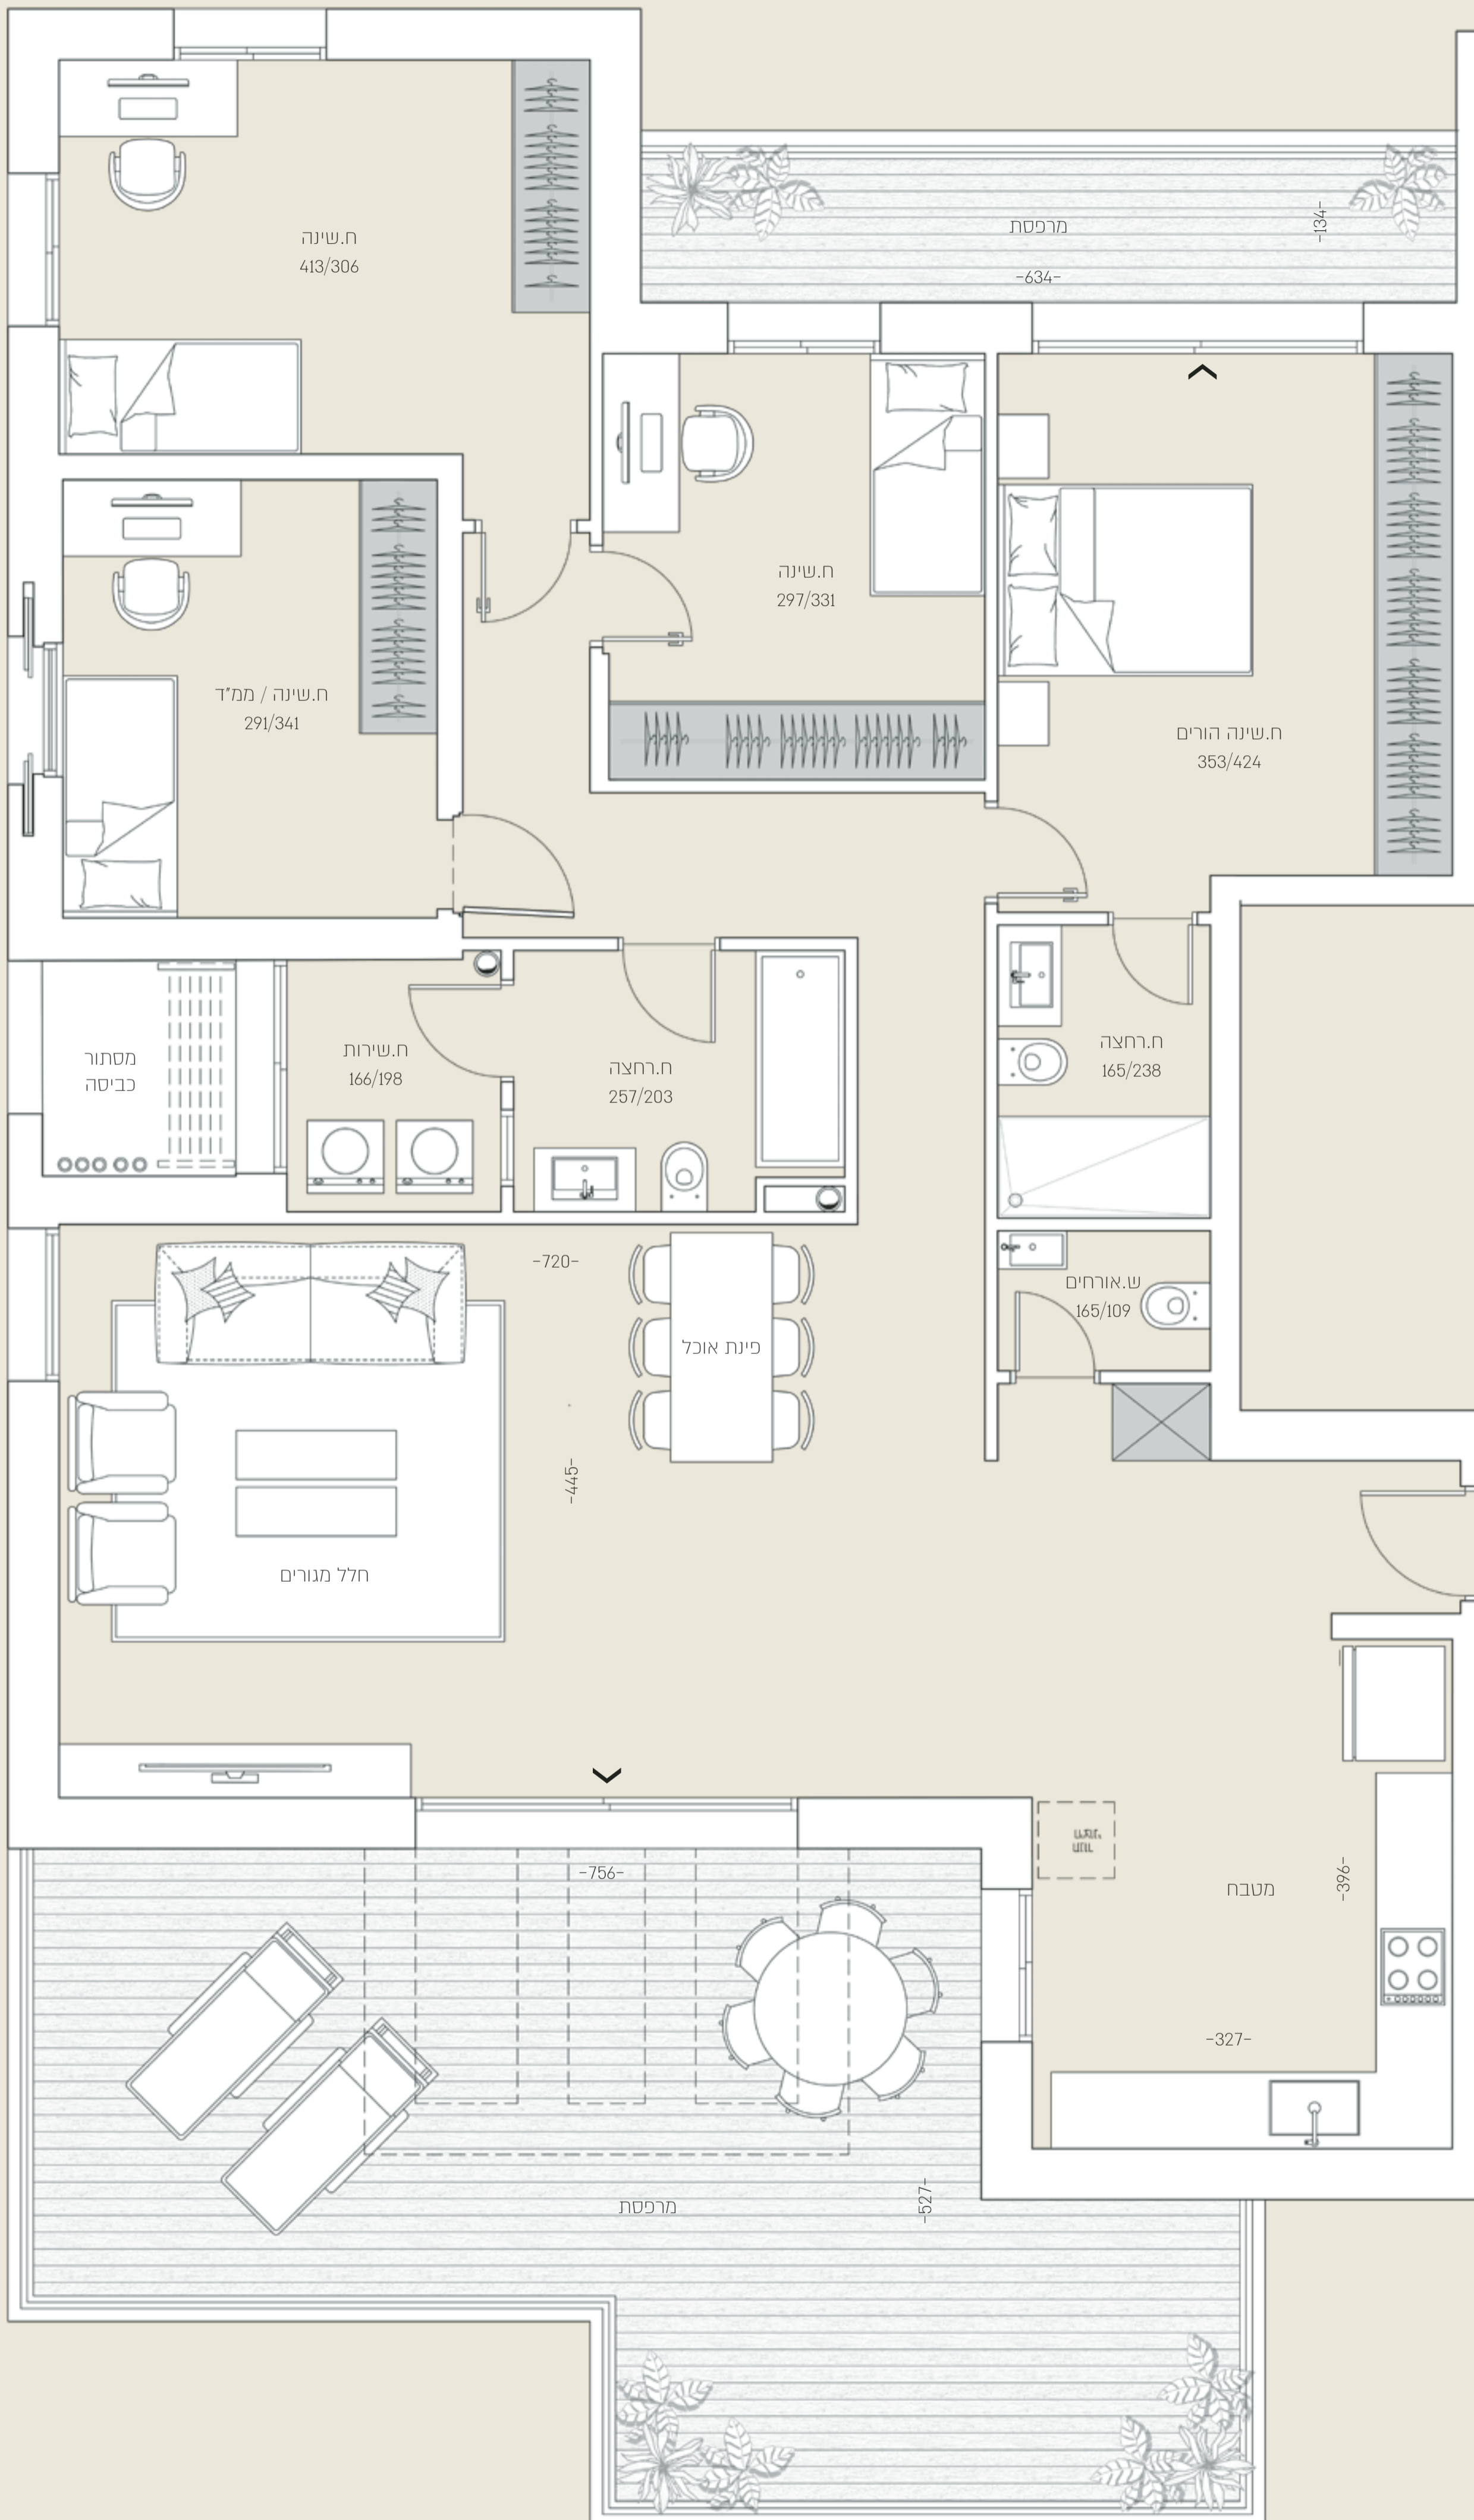 ח.שינה
413/306
מרפסת
-134-
-634-
ח.שינה
297/331
ח.שינה / ממ"ד
291/341
ח.שינה הורים
353/424
מסתור
כביסה
ח.שירות
166/198
ח.רחצה
257/203
ח.רחצה
165/238
ש.אורחים
165/109
-720-
פינת אוכל
-445-
חלל מגורים
-756-
מטבח
-396-
-327-
מרפסת
-527-